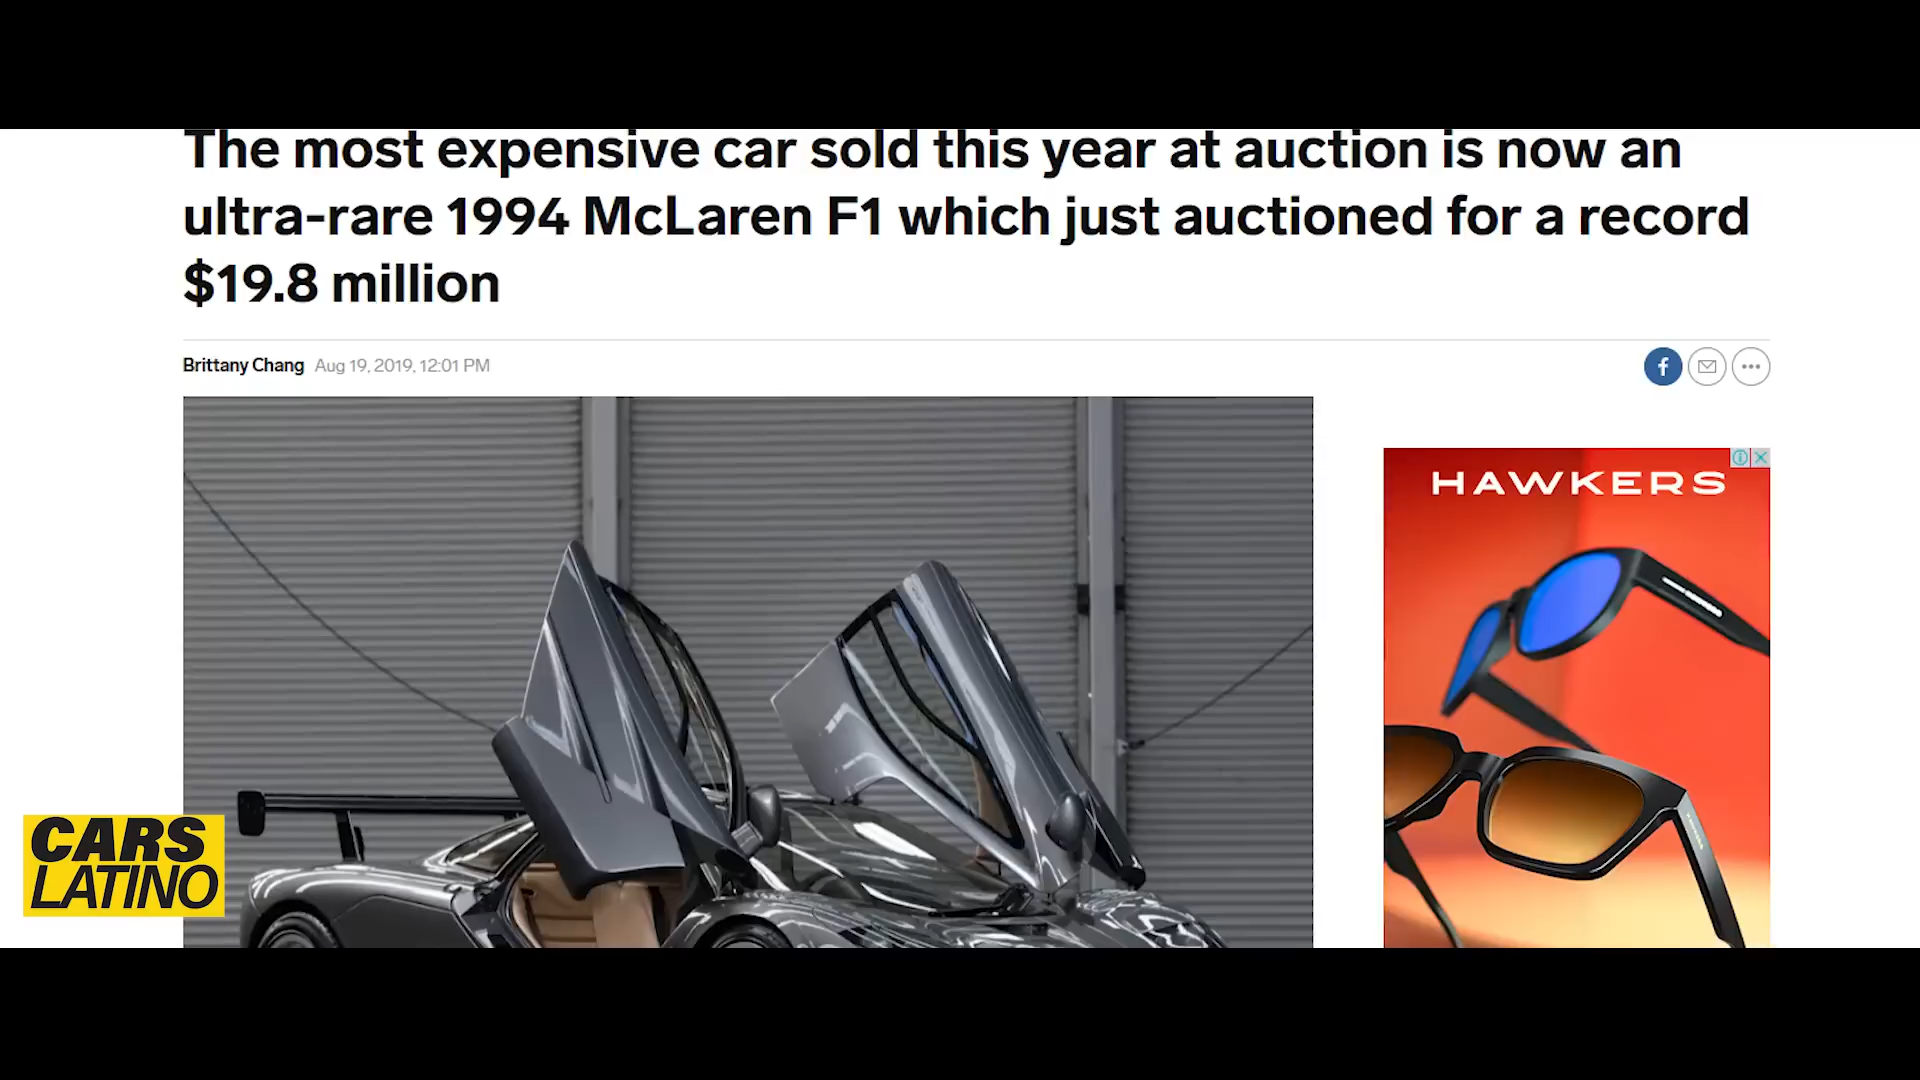 The most expensive car sold this year at auction is now an
ultra-rare 1994 McLaren F1 which just auctioned for a record
$19.8 million
Brittany Chang Aug 19, 2019, 12:01 PM
HAWKERS
CARS
LATINO